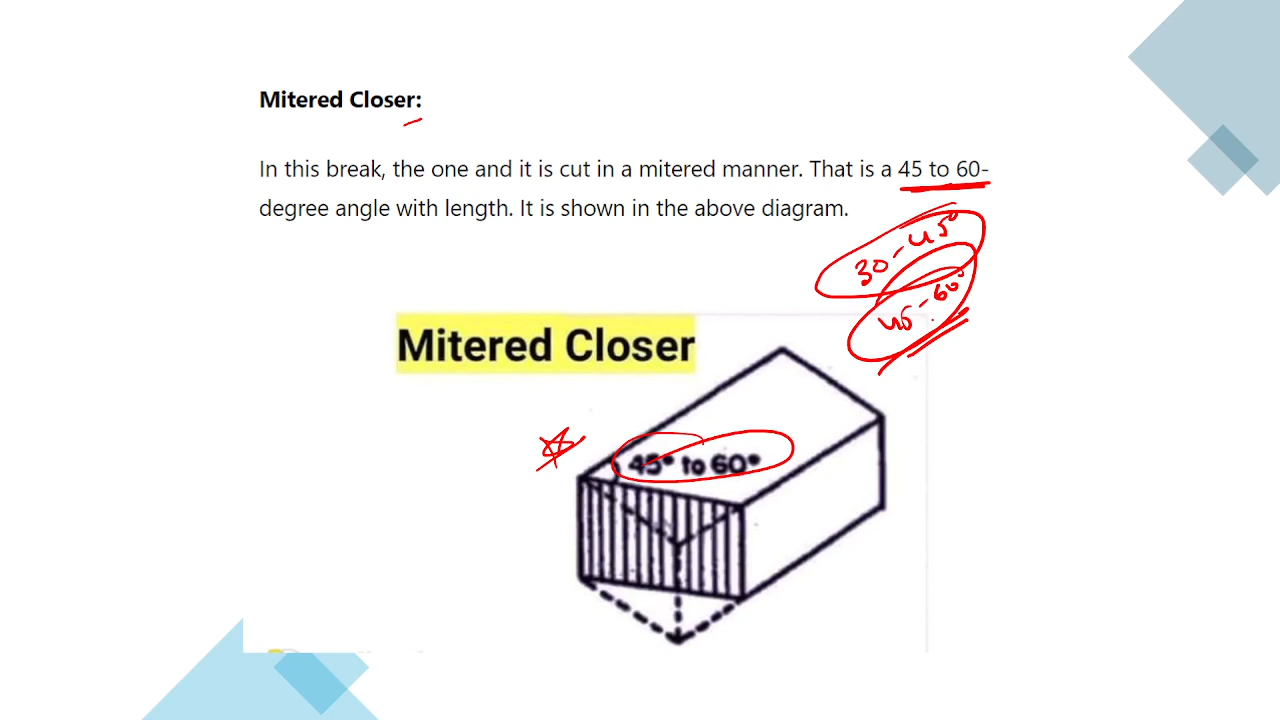 Mitered Closer:
In this break, the one and it is cut in a mitered manner. That is a 45 to 60-
degree angle with length. It is shown in the above diagram.
30-45°
45-60°
Mitered Closer
45° to 60°